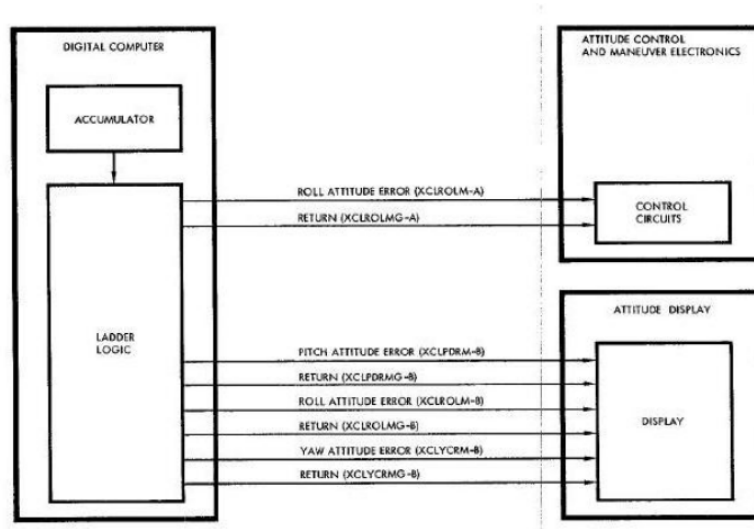 DIGITAL COMPUTER
ATTITUDE CONTROL
AND MANEUVER ELECTRONICS
ACCUMULATOR
ROLL ATTITUDE ERROR (XCLROLM-A)
RETURN (XCLROLMG-A)
CONTROL
CIRCUITS
ATTITUDE DISPLAY
LADDER
LOGIC
PITCH ATTITUDE ERROR (XCLPDRM-B)
RETURN (XCLPDRMG-B)
ROLL ATTITUDE ERROR (XCLROLM-B)
RETURN (XCLROLMG-B)
YAW ATTITUDE ERROR (XCLYCRM-B)
RETURN (XCLYCRMG-B)
DISPLAY